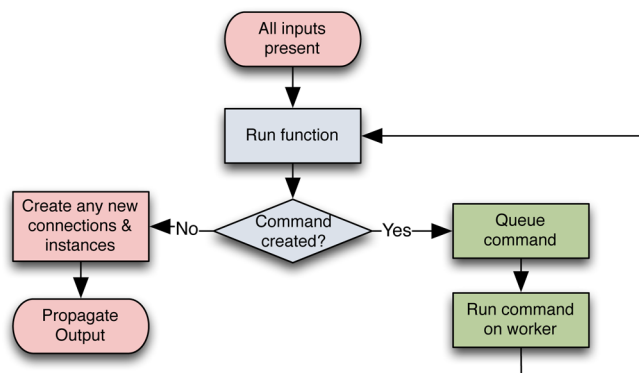 All inputs
present
Run function
Command
created?
No
Yes
Create any new
connections &
instances
Queue
command
Propagate
Output
Run command
on worker